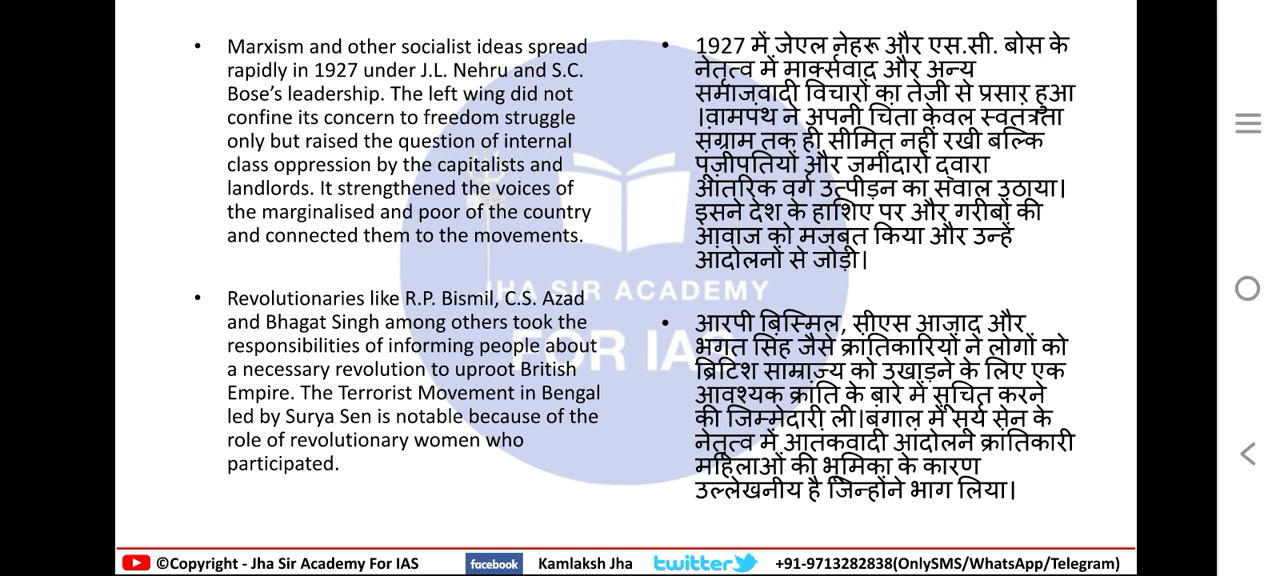 Marxism and other socialist ideas spread
rapidly in 1927 under J.L. Nehru and S.C.
Bose's leadership. The left wing did not
confine its concern to freedom struggle
only but raised the question of internal
class oppression by the capitalists and
landlords. It strengthened the voices of
the marginalised and poor of the country
and connected them to the movements.
Revolutionaries like R.P. Bismil, C.S. Azad
and Bhagat Singh among others took the
responsibilities of informing people about
a necessary revolution to uproot British
Empire. The Terrorist Movement in Bengal
led by Surya Sen is notable because of the
role of revolutionary women who
participated.
1927 में जेएल नेहरू और एस.सी. बोस के
नेतृत्व में मार्क्सवाद और अन्य
समाजवादी विचारों का तेजी से प्रसार हुआ
।वामपंथ ने अपनी चिंता केवल स्वतंत्रता
संग्राम तक ही सीमित नहीं रखी बल्कि
पूंजीपतियों और जमींदारों द्वारा
आंतरिक वर्ग उत्पीड़न का सवाल उठाया।
इसने देश के हाशिए पर और गरीबों की
आवाज को मजबूत किया और उन्हें
आंदोलनों से जोड़ी।
आरपी बिस्मिल, सीएस आजाद और
भगत सिंह जैसे क्रांतिकारियों ने लोगों को
ब्रिटिश साम्राज्य को उखाड़ने के लिए एक
आवश्यक क्रांति के बारे में सूचित करने
की जिम्मेदारी ली।बंगाल में सूर्य सेन के
नेतृत्व में आतंकवादी आंदोलन क्रांतिकारी
महिलाओं की भूमिका के कारण
उल्लेखनीय है जिन्होंने भाग लिया।
JHA SIR ACADEMY
FOR IAS
©Copyright - Jha Sir Academy For IAS facebook Kamlaksh Jha twitter +91-9713282838(OnlySMS/WhatsApp/Telegram)